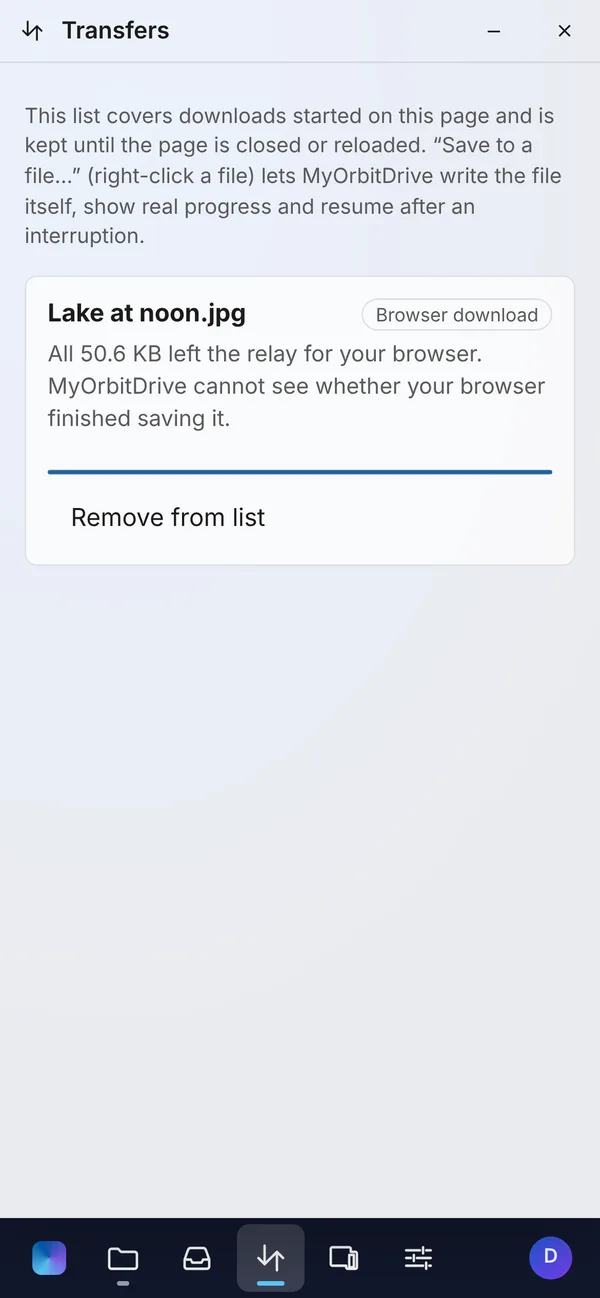 Transfers
This list covers downloads started on this page and is
kept until the page is closed or reloaded. “Save to a
file…” (right-click a file) lets MyOrbitDrive write the file
itself, show real progress and resume after an
interruption.
Lake at noon.jpg
Browser download
All 50.6 KB left the relay for your browser.
MyOrbitDrive cannot see whether your browser
finished saving it.
Remove from list
D